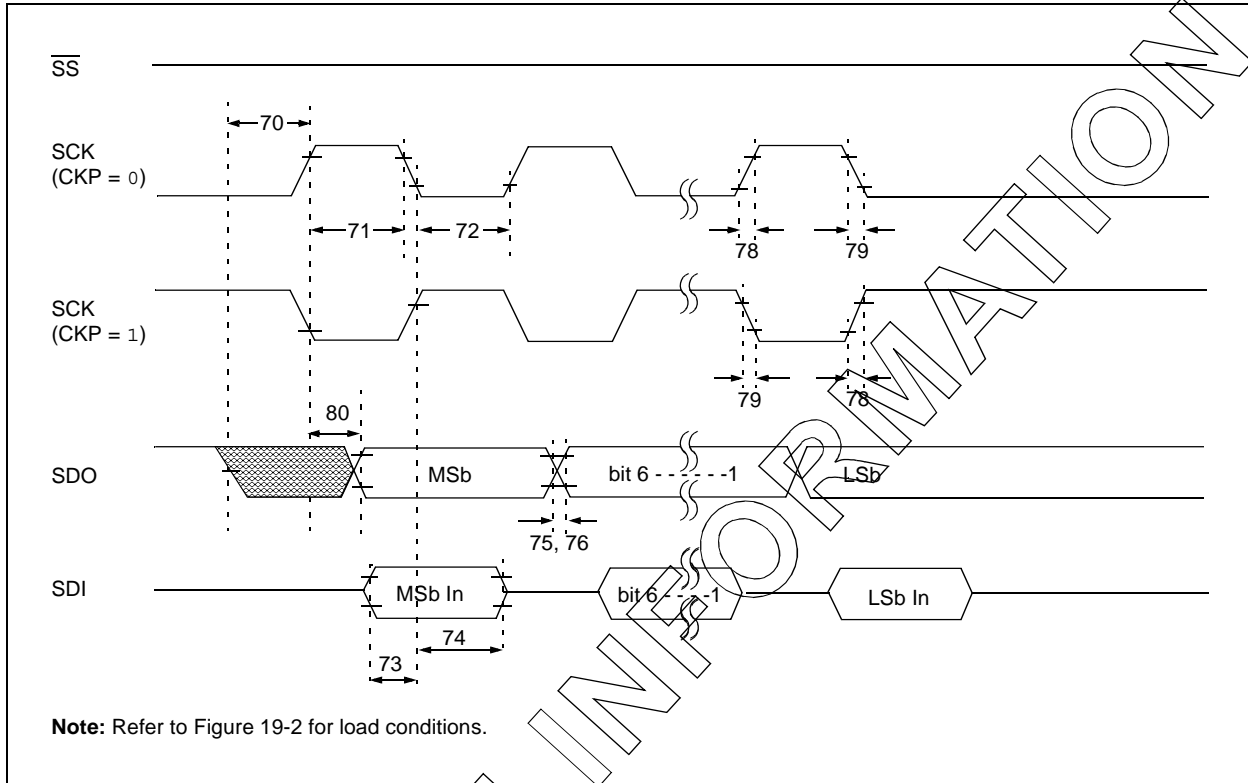 SS
70
SCK
(CKP = 0)
71
72
78
79
SCK
(CKP = 1)
79
78
80
SDO
MSb
bit 6 - - - - - -1
LSb
75, 76
SDI
MSb In
bit 6 - - - -1
LSb In
74
73
Note: Refer to Figure 19-2 for load conditions.
INFORMATION